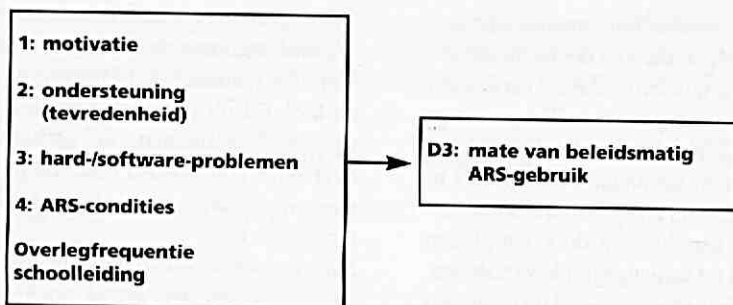 1: motivatie
2: ondersteuning
(tevredenheid)
3: hard-/software-problemen
4: ARS-condities
Overlegfrequentie
schoolleiding
D3: mate van beleidsmatig
ARS-gebruik